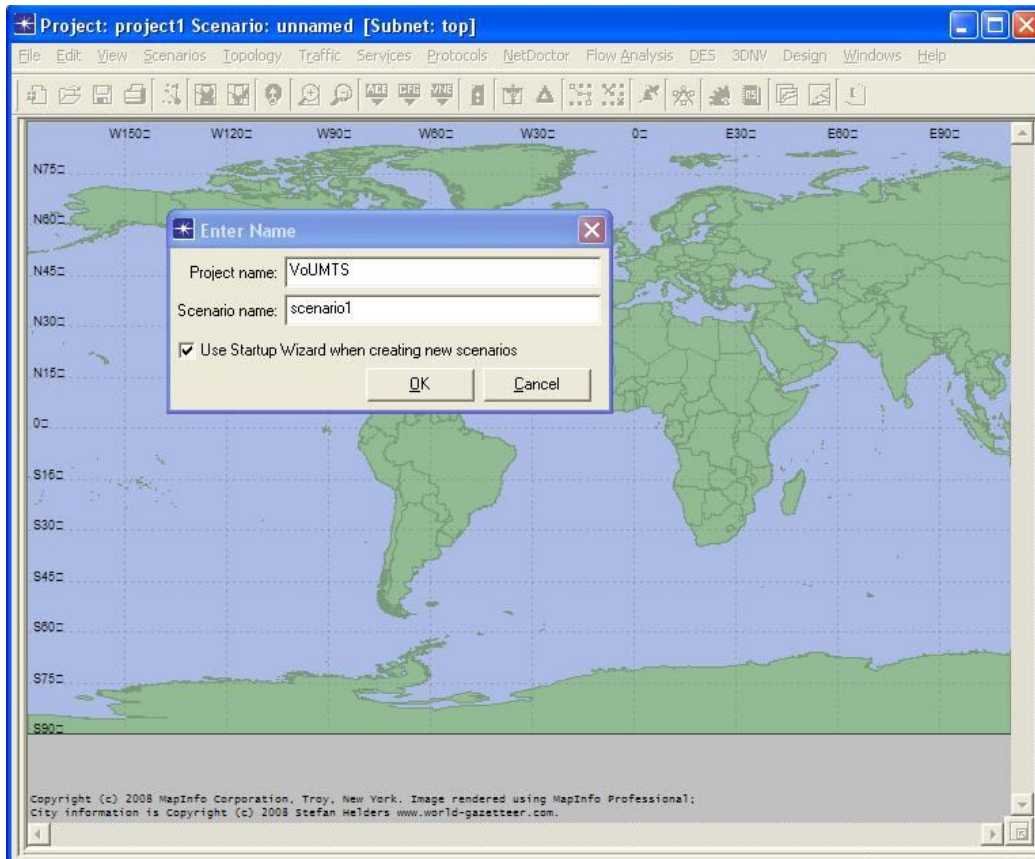 Project: project1 Scenario: unnamed [Subnet: top]
File Edit View Scenarios Topology Traffic Services Protocols NetDoctor Flow Analysis DES 3DNV Design Windows Help
W150 W120 W90 W60 W30 0 E30 E60 E90
N75
N60
Enter Name
Project name: VoUMTS
N45
Scenario name: scenario1
N30
Use Startup Wizard when creating new scenarios
N15
OK Cancel
0
S15
S30
S45
S60
S75
S90
Copyright (c) 2008 MapInfo Corporation, Troy, New York. Image rendered using MapInfo Professional;
City information is Copyright (c) 2008 Stefan Helders www.world-gazetteer.com.